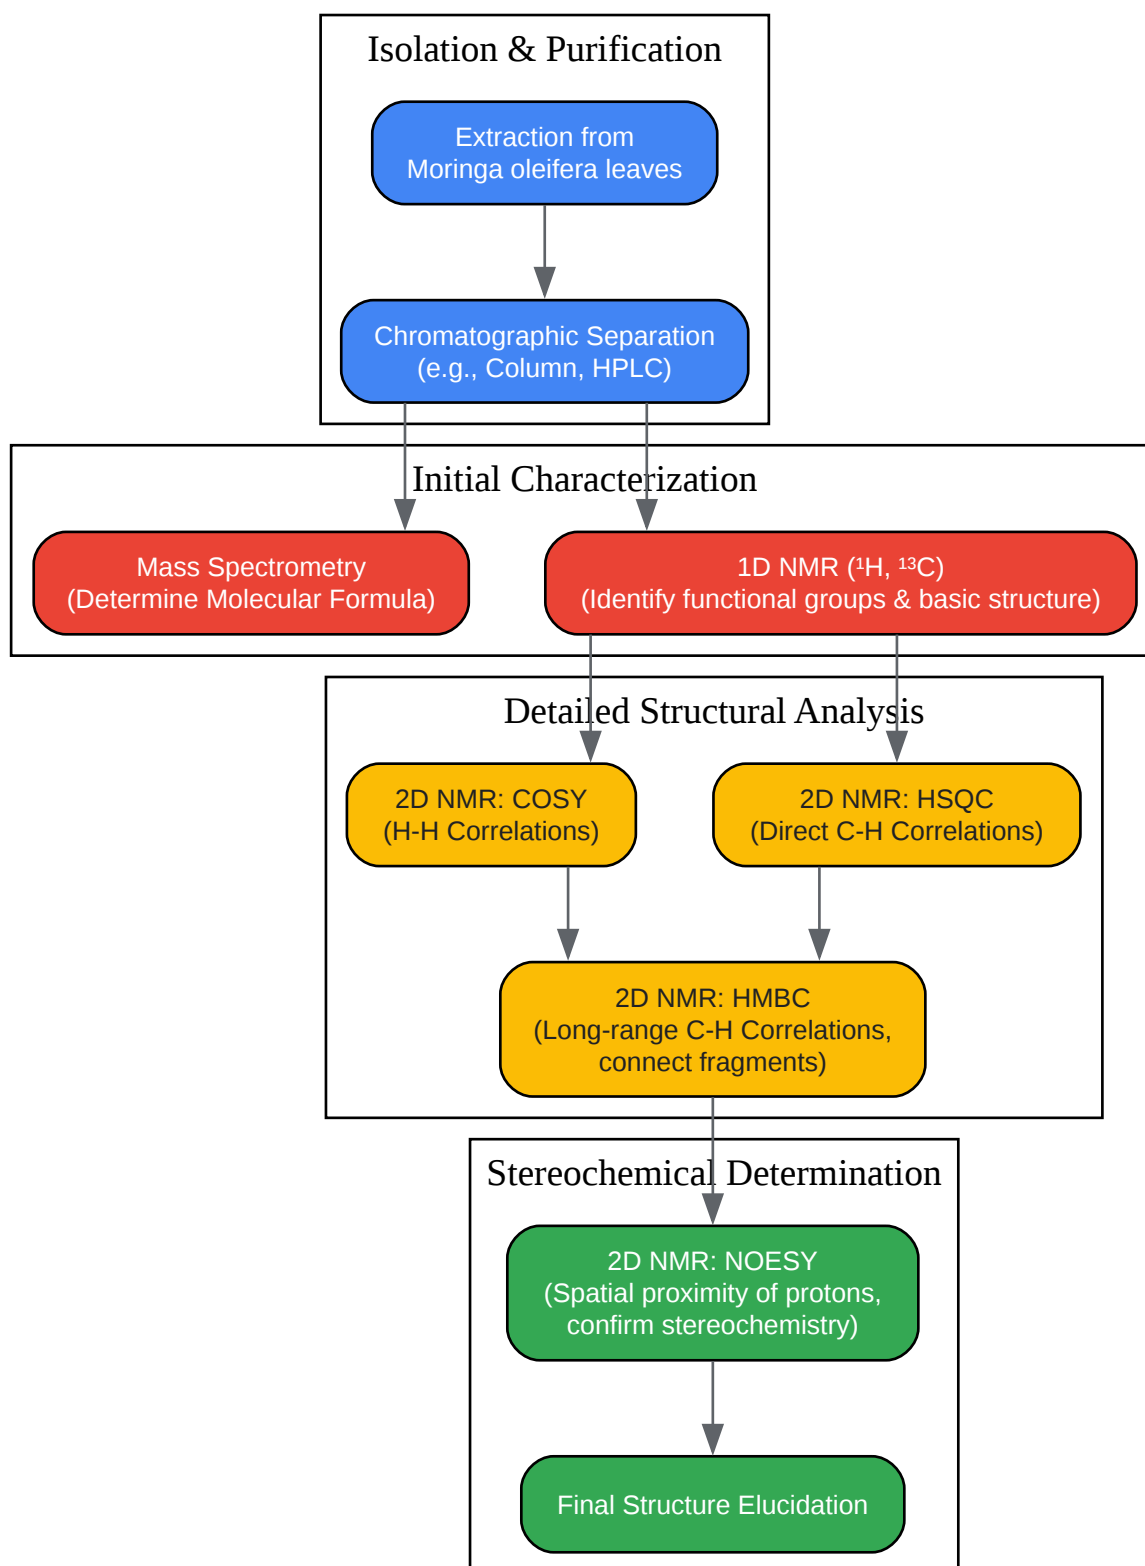 Isolation & Purification
Extraction from
Moringa oleifera leaves
Chromatographic Separation
(e.g., Column, HPLC)
Initial Characterization
Mass Spectrometry
(Determine Molecular Formula)
1D NMR (¹H, ¹³C)
(Identify functional groups & basic structure)
Detailed Structural Analysis
2D NMR: COSY
(H-H Correlations)
2D NMR: HSQC
(Direct C-H Correlations)
2D NMR: HMBC
(Long-range C-H Correlations,
connect fragments)
Stereochemical Determination
2D NMR: NOESY
(Spatial proximity of protons,
confirm stereochemistry)
Final Structure Elucidation